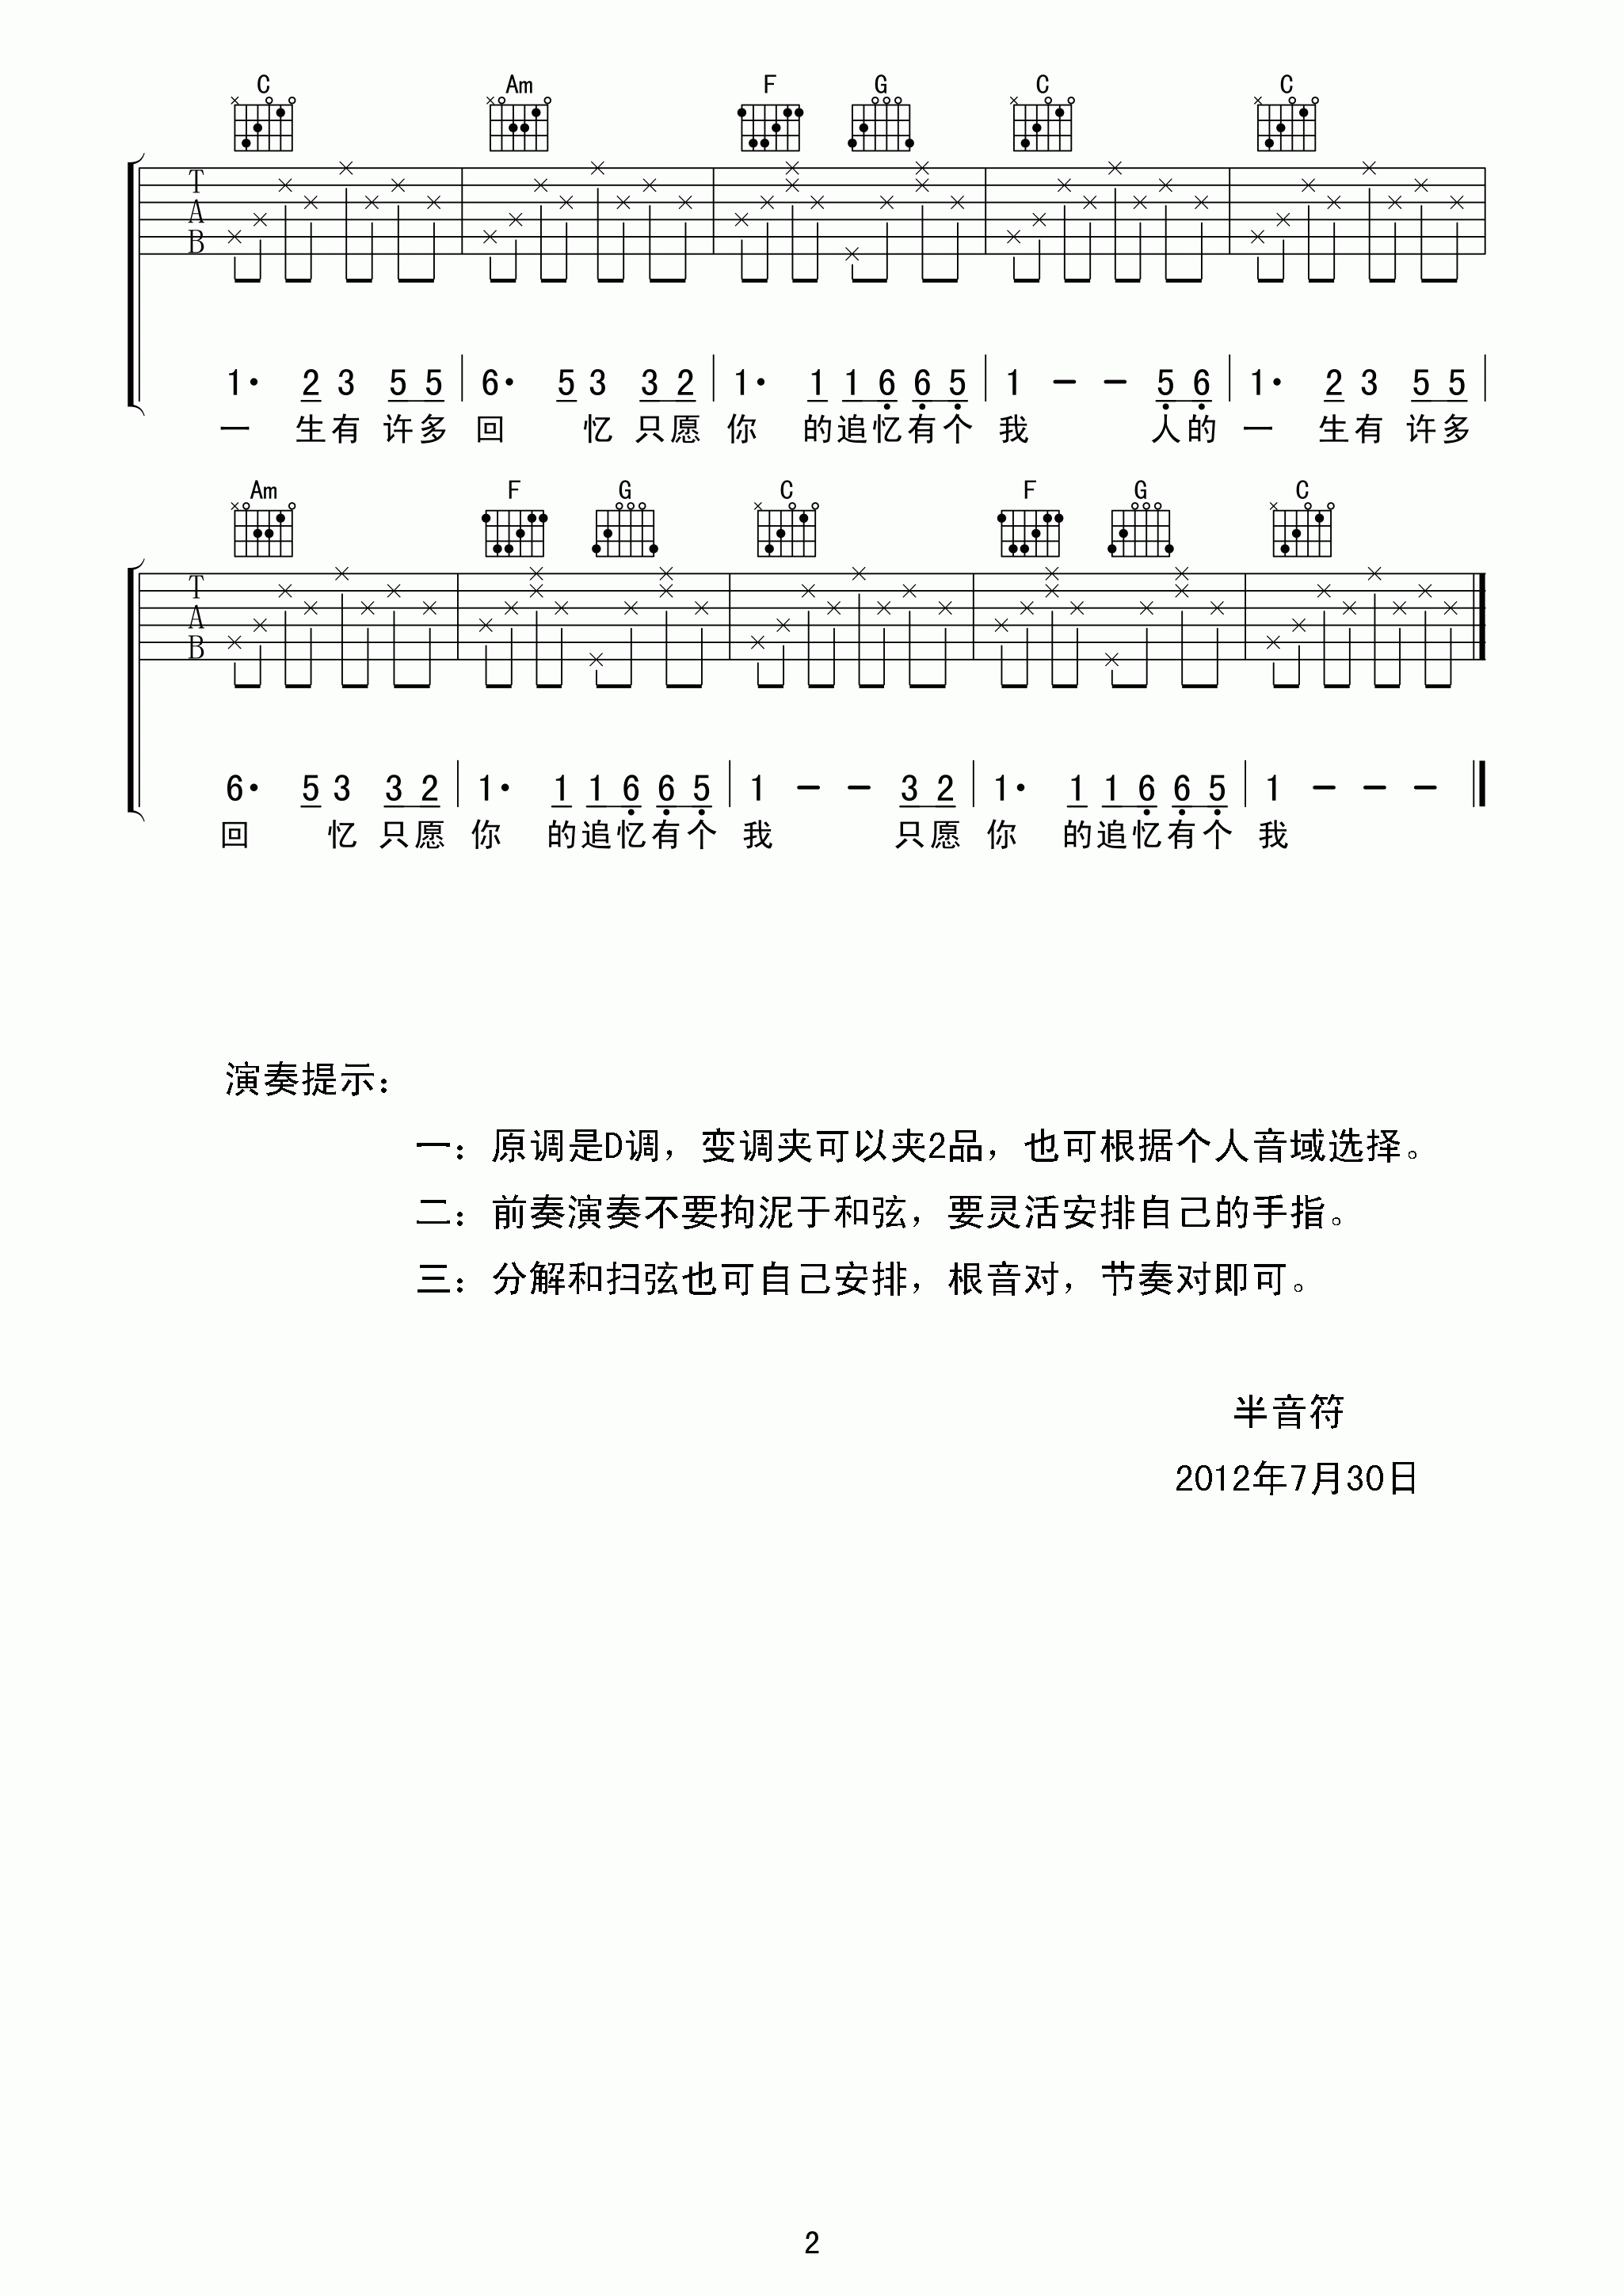 C Am F G C C
T
A
B
1· 2 3 5 5 6· 5 3 3 2 1· 1 1 6 6 5 1 － － 5 6 1· 2 3 5 5
一 生有 许多 回 忆 只愿 你 的追忆有个 我 人的 一 生有 许多
Am F G C F G C
T
A
B
6· 5 3 3 2 1· 1 1 6 6 5 1 － － 3 2 1· 1 1 6 6 5 1 － － －
回 忆 只愿 你 的追忆有个 我 只愿 你 的追忆有个 我
演奏提示：
一：原调是D调，变调夹可以夹2品，也可根据个人音域选择。
二：前奏演奏不要拘泥于和弦，要灵活安排自己的手指。
三：分解和扫弦也可自己安排，根音对，节奏对即可。
半音符
2012年7月30日
2